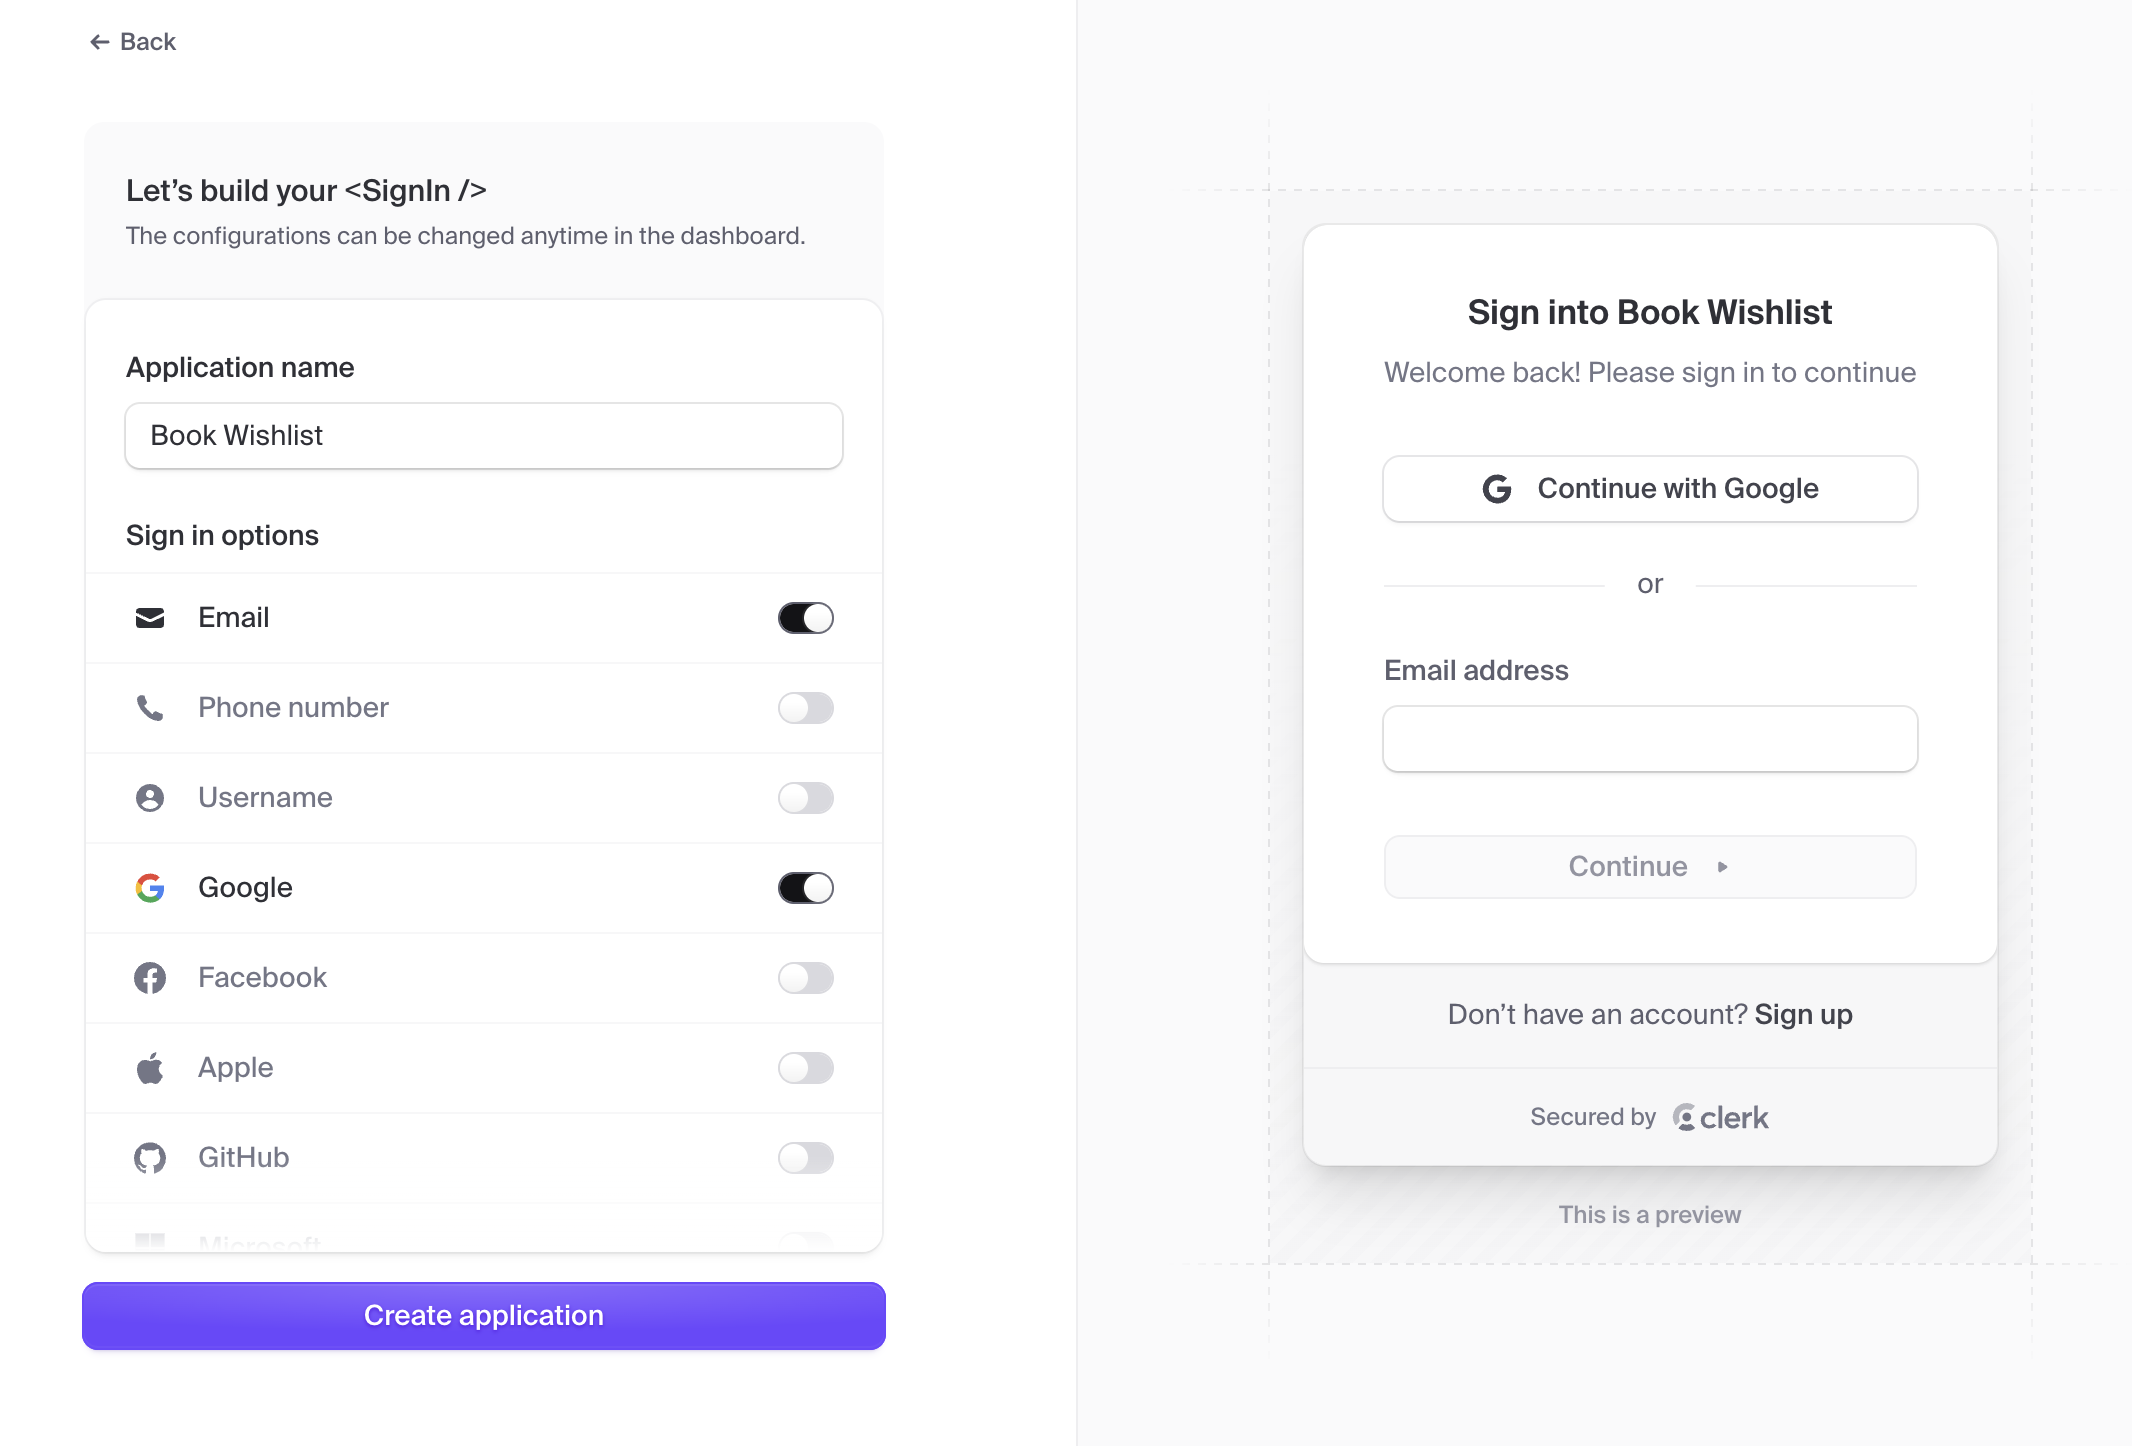 Back
Let’s build your <SignIn />
The configurations can be changed anytime in the dashboard.
Application name
Book Wishlist
Sign in options
Email
Phone number
Username
Google
Facebook
Apple
GitHub
Microsoft
Create application
Sign into Book Wishlist
Welcome back! Please sign in to continue
Continue with Google
or
Email address
Continue
Don’t have an account? Sign up
Secured by clerk
This is a preview